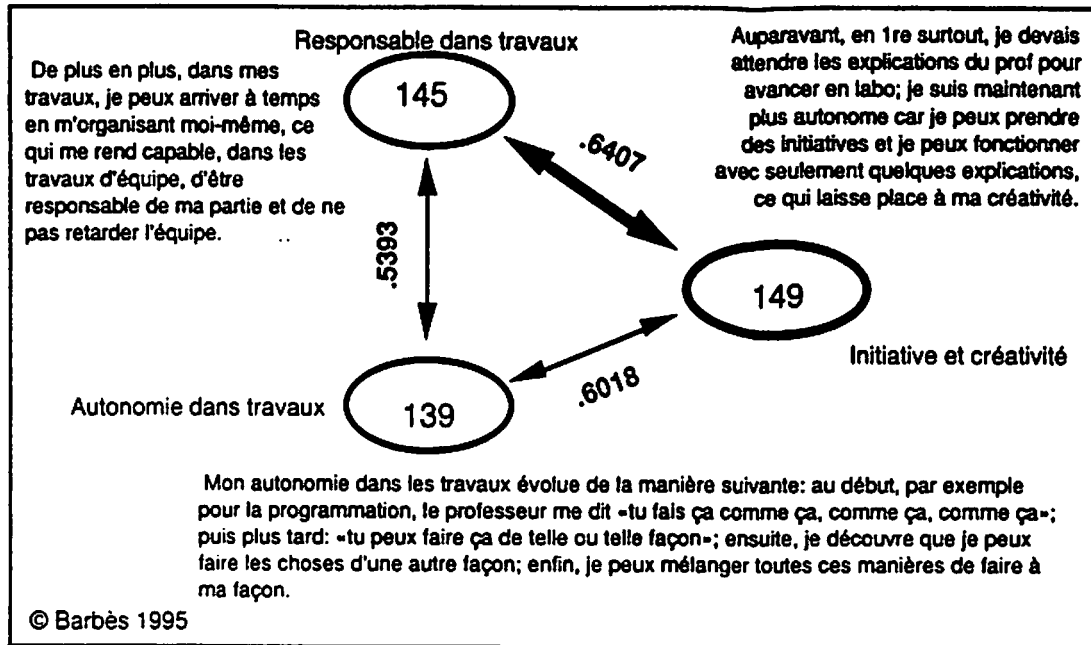 Responsable dans travaux
De plus en plus, dans mes
travaux, je peux arriver à temps
en m'organisant moi-même, ce
qui me rend capable, dans les
travaux d'équipe, d'être
responsable de ma partie et de ne
pas retarder l'équipe.
145
Auparavant, en 1re surtout, je devais
attendre les explications du prof pour
avancer en labo; je suis maintenant
plus autonome car je peux prendre
des initiatives et je peux fonctionner
avec seulement quelques explications,
ce qui laisse place à ma créativité.
.6407
.5393
149
Initiative et créativité
.6018
Autonomie dans travaux
139
Mon autonomie dans les travaux évolue de la manière suivante: au début, par exemple
pour la programmation, le professeur me dit «tu fais ça comme ça, comme ça, comme ça»;
puis plus tard: «tu peux faire ça de telle ou telle façon»; ensuite, je découvre que je peux
faire les choses d'une autre façon; enfin, je peux mélanger toutes ces manières de faire à
ma façon.
© Barbès 1995